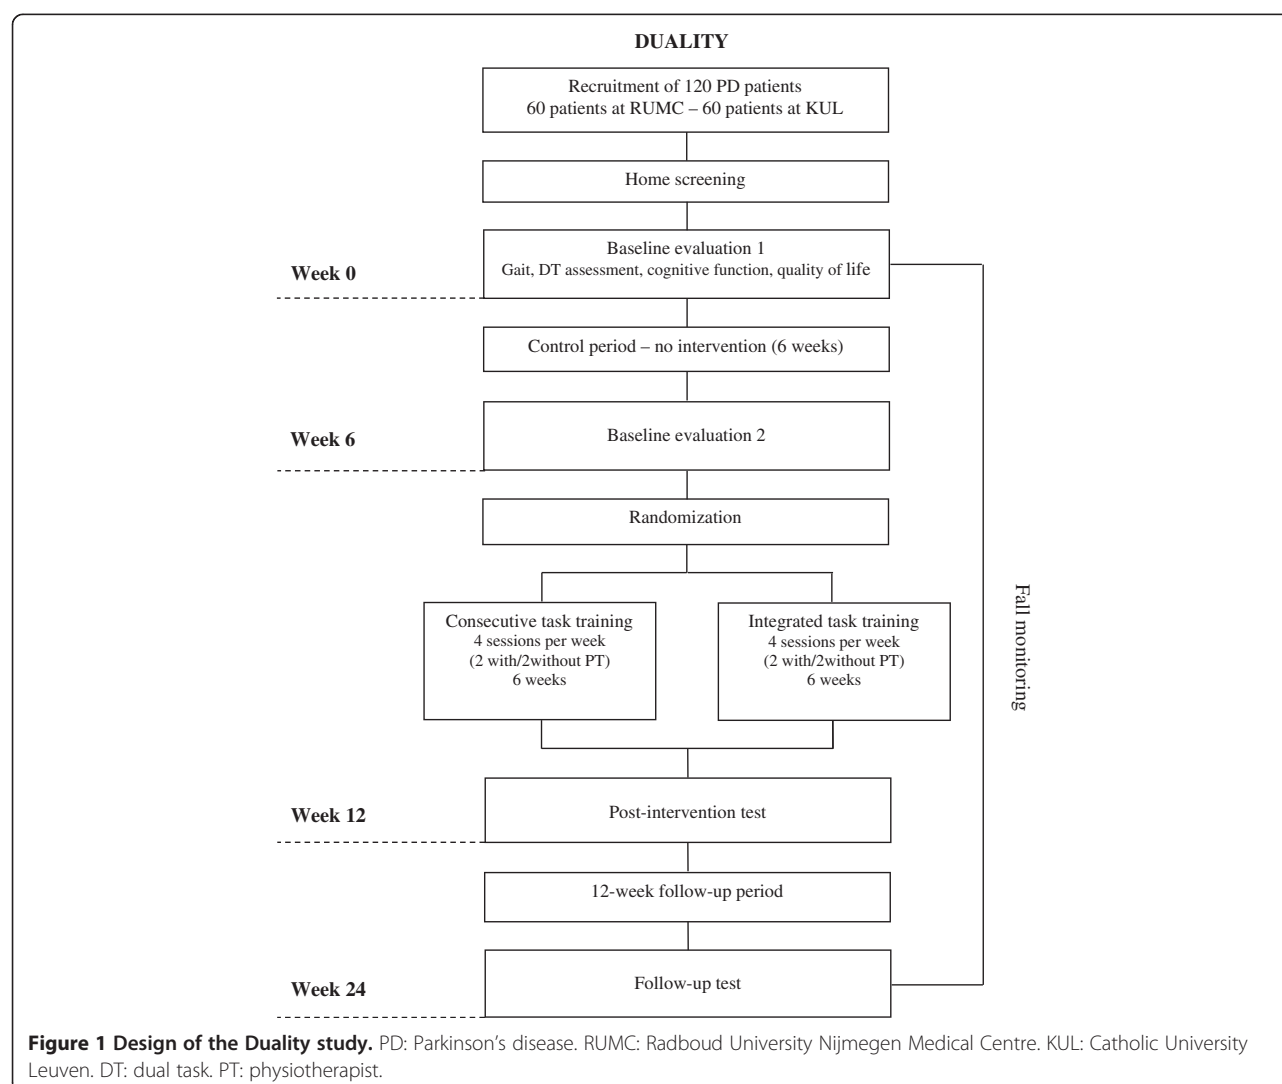 DUALITY
Recruitment of 120 PD patients
60 patients at RUMC – 60 patients at KUL
Home screening
Week 0
Baseline evaluation 1
Gait, DT assessment, cognitive function, quality of life
Control period – no intervention (6 weeks)
Week 6
Baseline evaluation 2
Randomization
Consecutive task training
4 sessions per week
(2 with/2without PT)
6 weeks
Integrated task training
4 sessions per week
(2 with/2without PT)
6 weeks
Fall monitoring
Week 12
Post-intervention test
12-week follow-up period
Week 24
Follow-up test
Figure 1 Design of the Duality study. PD: Parkinson's disease. RUMC: Radboud University Nijmegen Medical Centre. KUL: Catholic University
Leuven. DT: dual task. PT: physiotherapist.